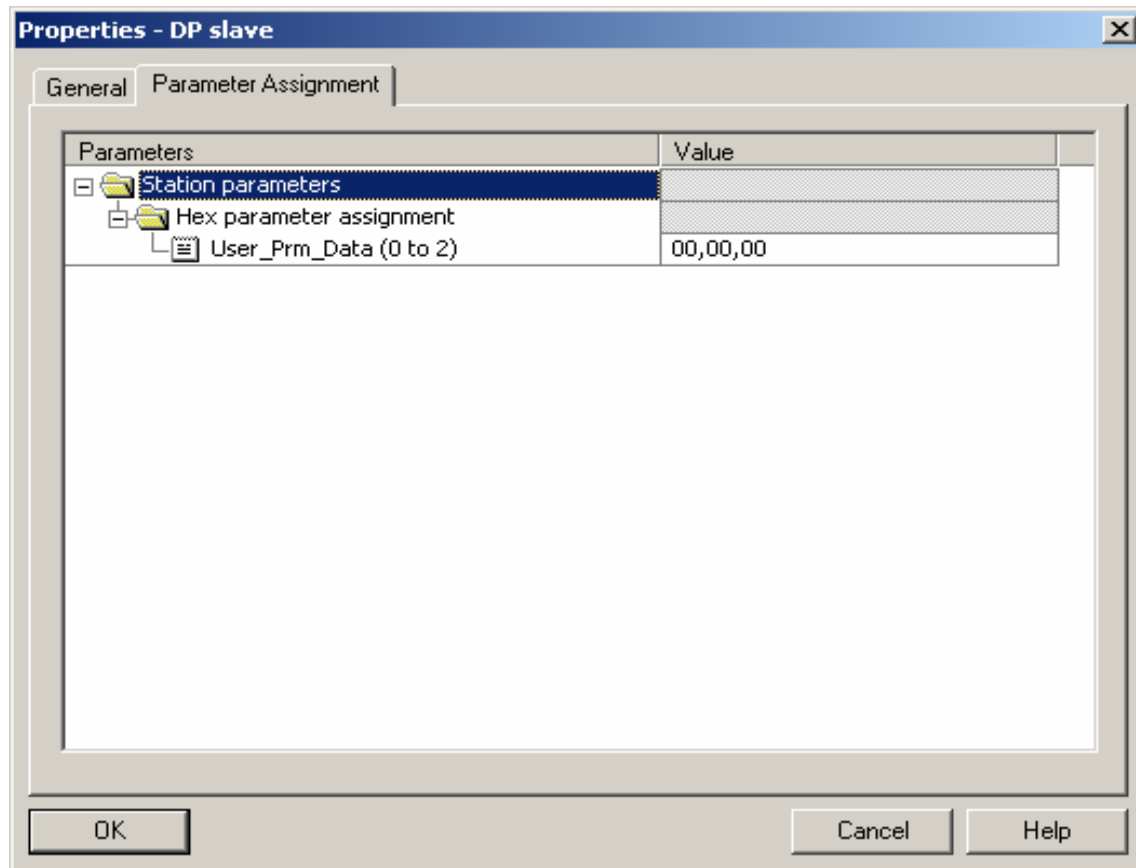 Properties - DP slave
General Parameter Assignment
Parameters Value
Station parameters
Hex parameter assignment
User_Prm_Data (0 to 2) 00,00,00
OK Cancel Help